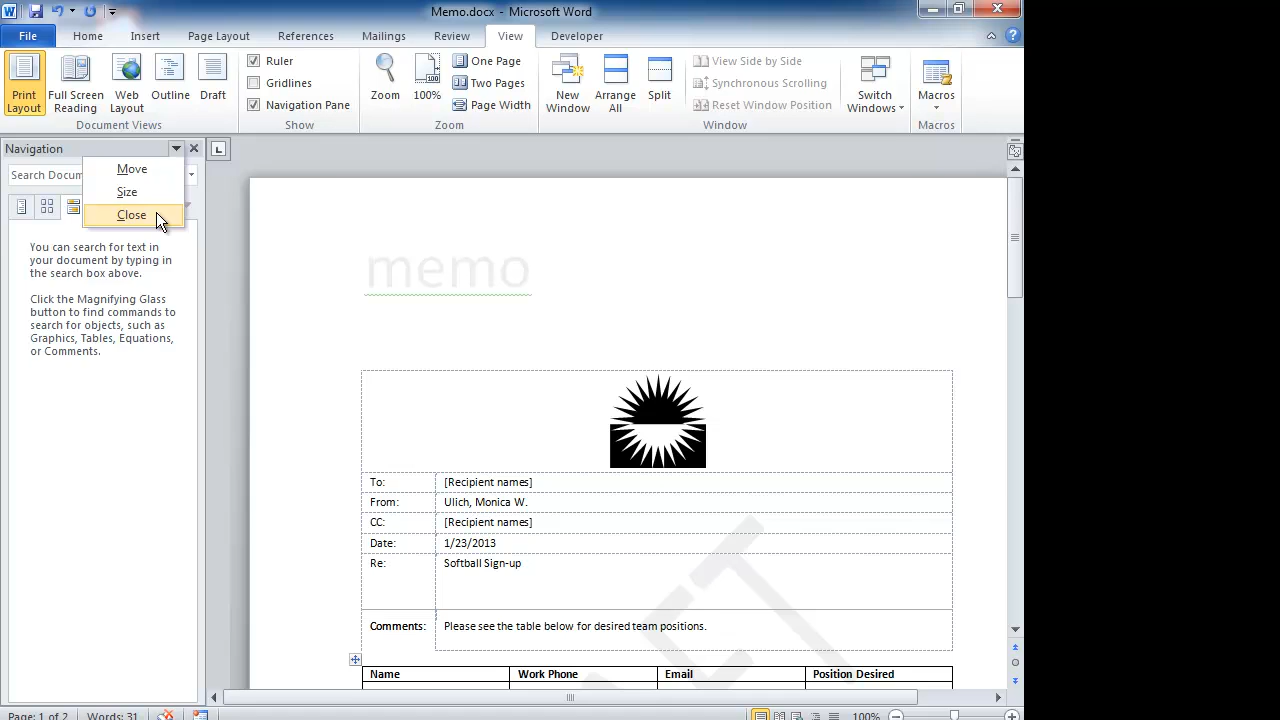 Memo.docx - Microsoft Word
File Home Insert Page Layout References Mailings Review View Developer
Print Layout
Full Screen Reading
Web Layout
Outline
Draft
Document Views
Ruler
Gridlines
Navigation Pane
Show
Zoom
100%
One Page
Two Pages
Page Width
Zoom
New Window
Arrange All
Split
View Side by Side
Synchronous Scrolling
Reset Window Position
Window
Switch Windows
Macros
Macros
Navigation
Search Docum
Move
Size
Close
You can search for text in
your document by typing in
the search box above.
Click the Magnifying Glass
button to find commands to
search for objects, such as
Graphics, Tables, Equations,
or Comments.
memo
To: [Recipient names]
From: Ulich, Monica W.
CC: [Recipient names]
Date: 1/23/2013
Re: Softball Sign-up
Comments: Please see the table below for desired team positions.
Name Work Phone Email Position Desired
Page: 1 of 2 Words: 31 100%